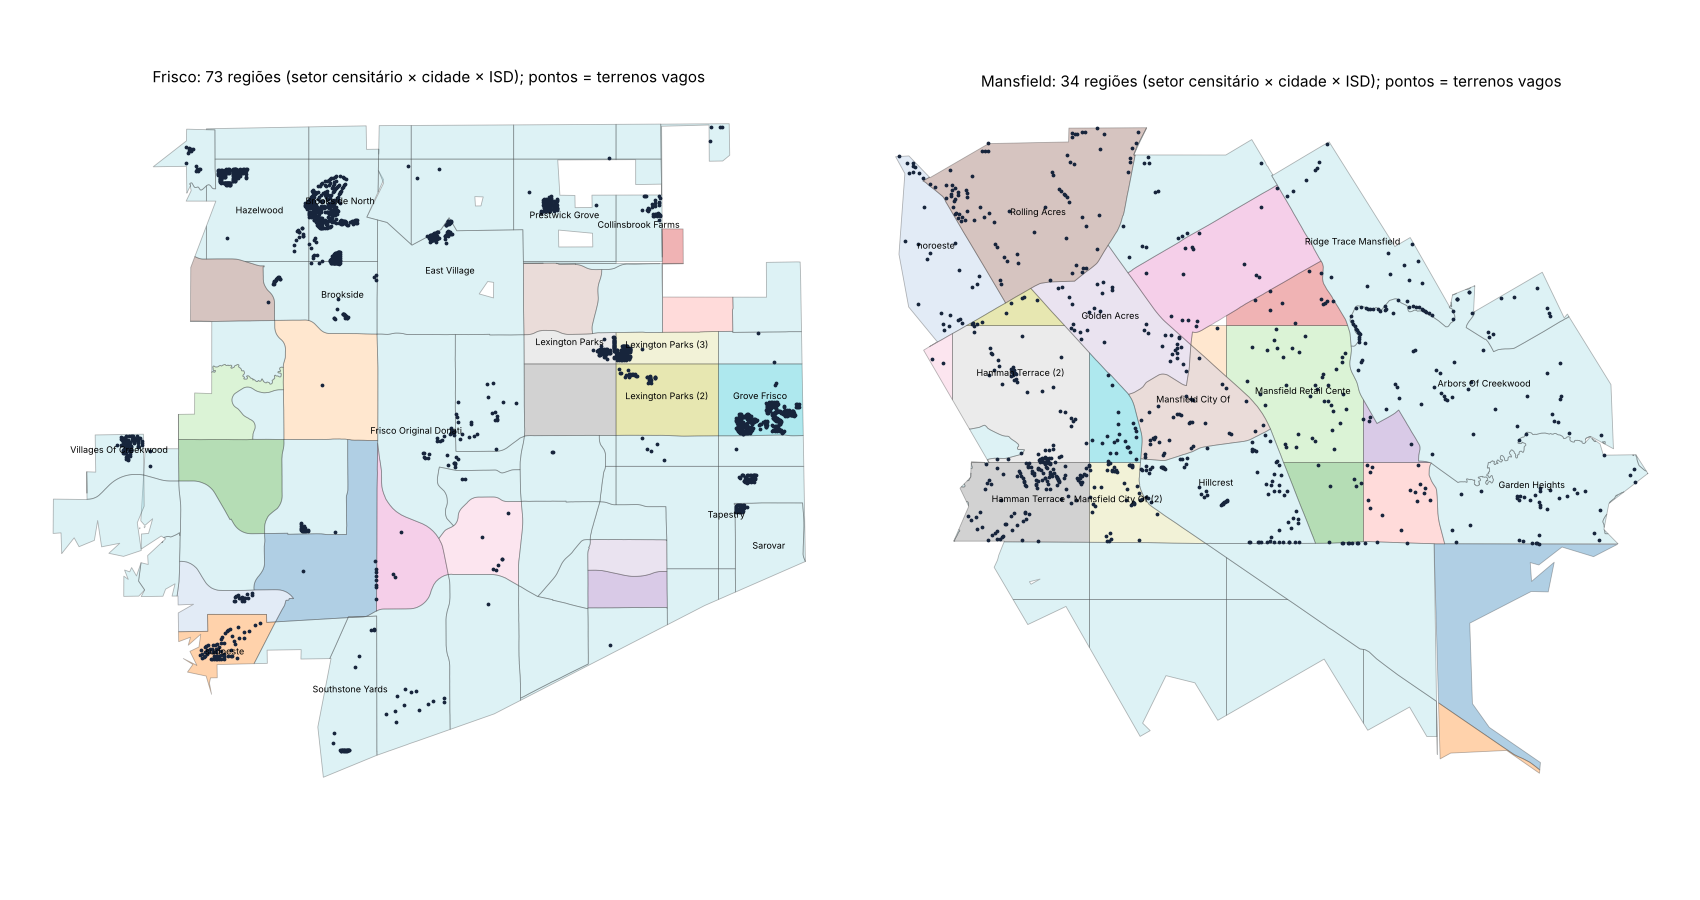 Frisco: 73 regiões (setor censitário × cidade × ISD); pontos = terrenos vagos
Hazelwood
Prestwick Grove
Collinsbrook Farms
East Village
Brookside
Lexington Parks
Lexington Parks (3)
Lexington Parks (2)
Grove Frisco
Frisco Original Donati
Tapestry
Sarovar
Southstone Yards
Mansfield: 34 regiões (setor censitário × cidade × ISD); pontos = terrenos vagos
Rolling Acres
noroeste
Ridge Trace Mansfield
Golden Acres
Hamman Terrace (2)
Mansfield City Of
Mansfield Retail Cente
Arbors Of Creekwood
Hamman Terrace
Mansfield City Of (2)
Hillcrest
Garden Heights